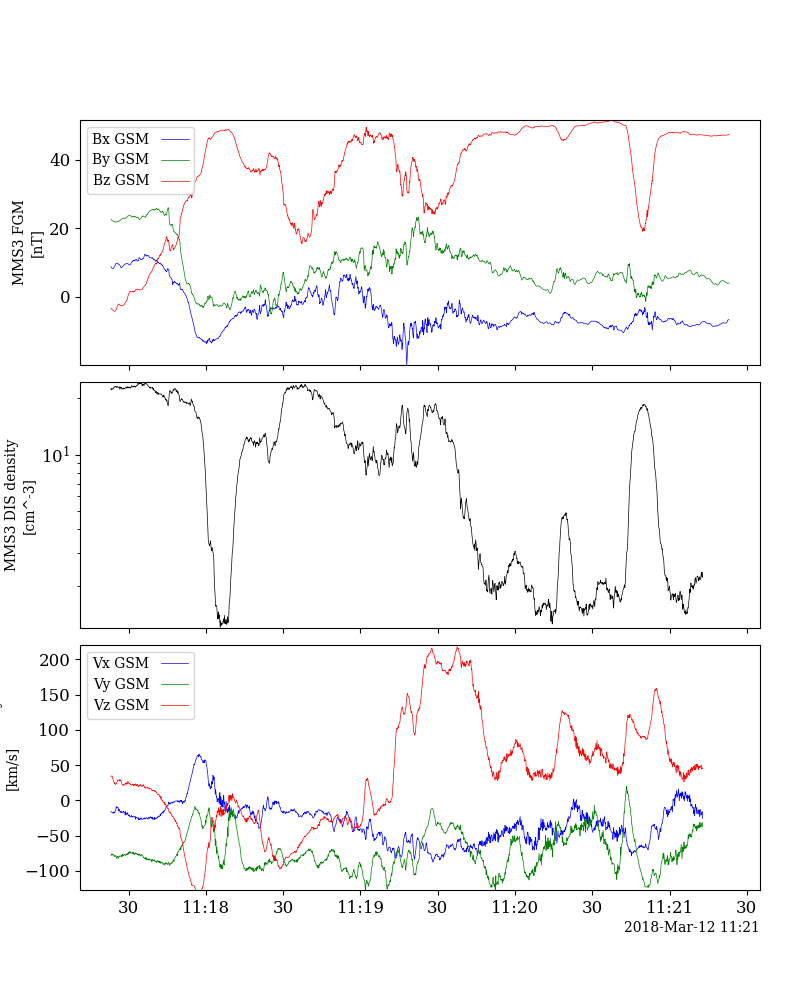 Bx GSM
By GSM
Bz GSM
40
20
0
MMS3 FGM
[nT]
10^1
MMS3 DIS density
[cm^-3]
Vx GSM
Vy GSM
Vz GSM
200
150
100
50
0
−50
−100
[km/s]
30 11:18 30 11:19 30 11:20 30 11:21 30
2018-Mar-12 11:21